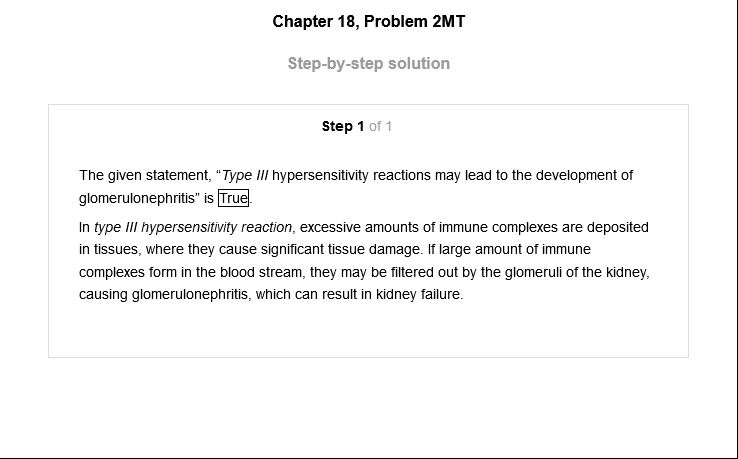 Chapter 18, Problem 2MT
Step-by-step solution
Step 1 of 1
The given statement, “Type III hypersensitivity reactions may lead to the development of
glomerulonephritis” is True.
In type III hypersensitivity reaction, excessive amounts of immune complexes are deposited
in tissues, where they cause significant tissue damage. If large amount of immune
complexes form in the blood stream, they may be filtered out by the glomeruli of the kidney,
causing glomerulonephritis, which can result in kidney failure.